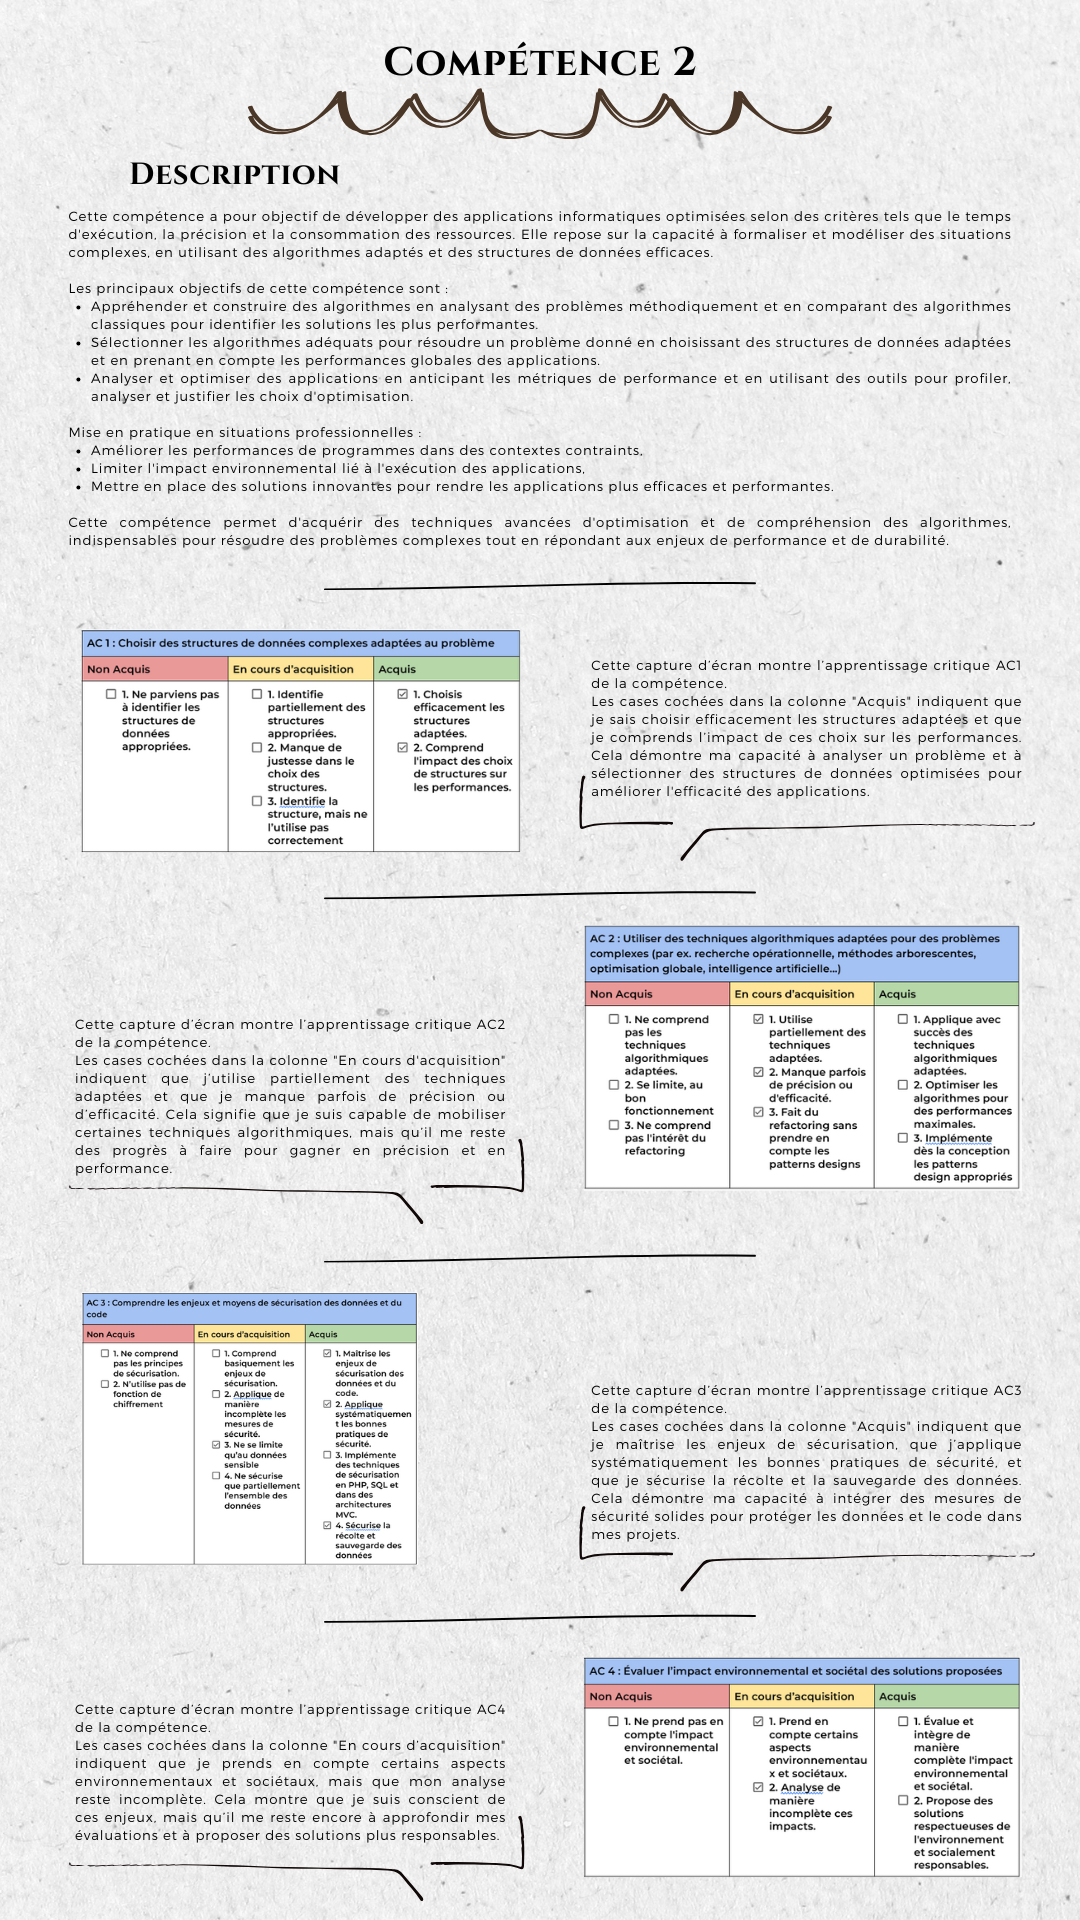 Compétence 2
Description
Cette compétence a pour objectif de développer des applications informatiques optimisées selon des critères tels que le temps
d'exécution, la précision et la consommation des ressources. Elle repose sur la capacité à formaliser et modéliser des situations
complexes, en utilisant des algorithmes adaptés et des structures de données efficaces.
Les principaux objectifs de cette compétence sont :
• Appréhender et construire des algorithmes en analysant des problèmes méthodiquement et en comparant des algorithmes
classiques pour identifier les solutions les plus performantes.
• Sélectionner les algorithmes adéquats pour résoudre un problème donné en choisissant des structures de données adaptées
et en prenant en compte les performances globales des applications.
• Analyser et optimiser des applications en anticipant les métriques de performance et en utilisant des outils pour profiler,
analyser et justifier les choix d'optimisation.
Mise en pratique en situations professionnelles :
• Améliorer les performances de programmes dans des contextes contraints,
• Limiter l'impact environnemental lié à l'exécution des applications,
• Mettre en place des solutions innovantes pour rendre les applications plus efficaces et performantes.
Cette compétence permet d'acquérir des techniques avancées d'optimisation et de compréhension des algorithmes,
indispensables pour résoudre des problèmes complexes tout en répondant aux enjeux de performance et de durabilité.
AC 1 : Choisir des structures de données complexes adaptées au problème
Non Acquis
☐ 1. Ne parviens pas
à identifier les
structures de
données
appropriées.
En cours d'acquisition
☐ 1. Identifie
partiellement des
structures
appropriées.
☐ 2. Manque de
justesse dans le
choix des
structures.
☐ 3. Identifie la
structure, mais ne
l'utilise pas
correctement
Acquis
☑ 1. Choisis
efficacement les
structures
adaptées.
☑ 2. Comprend
l'impact des choix
de structures sur
les performances.
Cette capture d'écran montre l'apprentissage critique AC1
de la compétence.
Les cases cochées dans la colonne "Acquis" indiquent que
je sais choisir efficacement les structures adaptées et que
je comprends l'impact de ces choix sur les performances.
Cela démontre ma capacité à analyser un problème et à
sélectionner des structures de données optimisées pour
améliorer l'efficacité des applications.
Cette capture d'écran montre l'apprentissage critique AC2
de la compétence.
Les cases cochées dans la colonne "En cours d'acquisition"
indiquent que j'utilise partiellement des techniques
adaptées et que je manque parfois de précision ou
d'efficacité. Cela signifie que je suis capable de mobiliser
certaines techniques algorithmiques, mais qu'il me reste
des progrès à faire pour gagner en précision et en
performance.
AC 2 : Utiliser des techniques algorithmiques adaptées pour des problèmes
complexes (par ex. recherche opérationnelle, méthodes arborescentes,
optimisation globale, intelligence artificielle...)
Non Acquis
☐ 1. Ne comprend
pas les
techniques
algorithmiques
adaptées.
☐ 2. Se limite, au
bon
fonctionnement
☐ 3. Ne comprend
pas l'intérêt du
refactoring
En cours d'acquisition
☑ 1. Utilise
partiellement des
techniques
adaptées.
☑ 2. Manque parfois
de précision ou
d'efficacité.
☑ 3. Fait du
refactoring sans
prendre en
compte les
patterns designs
Acquis
☐ 1. Applique avec
succès des
techniques
algorithmiques
adaptées.
☐ 2. Optimiser les
algorithmes pour
des performances
maximales.
☐ 3. Implémente
dès la conception
les patterns
design appropriés
AC 3 : Comprendre les enjeux et moyens de sécurisation des données et du
code
Non Acquis
☐ 1. Ne comprend
pas les principes
de sécurisation.
☐ 2. N'utilise pas de
fonction de
chiffrement
En cours d'acquisition
☐ 1. Comprend
basiquement les
enjeux de
sécurisation.
☐ 2. Applique de
manière
incomplète les
mesures de
sécurité.
☑ 3. Ne se limite
qu'au données
sensible
☐ 4. Ne sécurise
que partiellement
l'ensemble des
données
Acquis
☑ 1. Maîtrise les
enjeux de
sécurisation des
données et du
code.
☑ 2. Applique
systématiquemen
t les bonnes
pratiques de
sécurité.
☐ 3. Implémente
des techniques
de sécurisation
en PHP, SQL et
dans des
architectures
MVC.
☑ 4. Sécurise la
récolte et
sauvegarde des
données
Cette capture d'écran montre l'apprentissage critique AC3
de la compétence.
Les cases cochées dans la colonne "Acquis" indiquent que
je maîtrise les enjeux de sécurisation, que j'applique
systématiquement les bonnes pratiques de sécurité, et
que je sécurise la récolte et la sauvegarde des données.
Cela démontre ma capacité à intégrer des mesures de
sécurité solides pour protéger les données et le code dans
mes projets.
Cette capture d'écran montre l'apprentissage critique AC4
de la compétence.
Les cases cochées dans la colonne "En cours d'acquisition"
indiquent que je prends en compte certains aspects
environnementaux et sociétaux, mais que mon analyse
reste incomplète. Cela montre que je suis conscient de
ces enjeux, mais qu'il me reste encore à approfondir mes
évaluations et à proposer des solutions plus responsables.
AC 4 : Évaluer l'impact environnemental et sociétal des solutions proposées
Non Acquis
☐ 1. Ne prend pas en
compte l'impact
environnemental
et sociétal.
En cours d'acquisition
☑ 1. Prend en
compte certains
aspects
environnementau
x et sociétaux.
☑ 2. Analyse de
manière
incomplète ces
impacts.
Acquis
☐ 1. Évalue et
intègre de
manière
complète l'impact
environnemental
et sociétal.
☐ 2. Propose des
solutions
respectueuses de
l'environnement
et socialement
responsables.